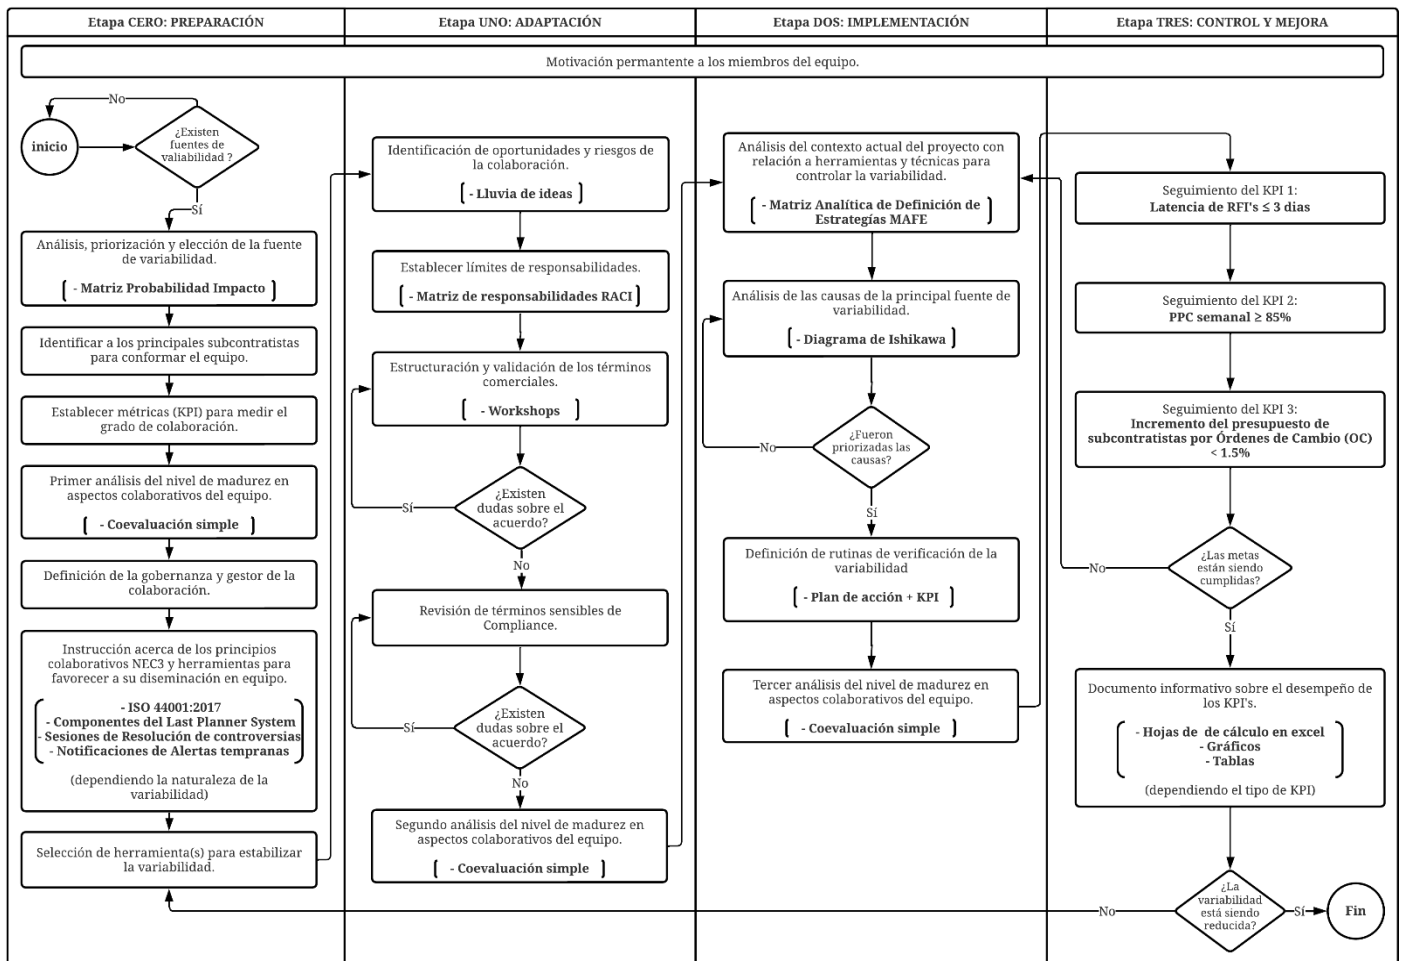 Etapa CERO: PREPARACIÓN
Etapa UNO: ADAPTACIÓN
Etapa DOS: IMPLEMENTACIÓN
Etapa TRES: CONTROL Y MEJORA
Motivación permantente a los miembros del equipo.
No
inicio
¿Existen
fuentes de
valiabilidad ?
Sí
Análisis, priorización y elección de la fuente
de variabilidad.
- Matriz Probabilidad Impacto
Identificar a los principales subcontratistas
para conformar el equipo.
Establecer métricas (KPI) para medir el
grado de colaboración.
Primer análisis del nivel de madurez en
aspectos colaborativos del equipo.
- Coevaluación simple
Definición de la gobernanza y gestor de la
colaboración.
Instrucción acerca de los principios
colaborativos NEC3 y herramientas para
favorecer a su diseminación en equipo.
- ISO 44001:2017
- Componentes del Last Planner System
- Sesiones de Resolución de controversias
- Notificaciones de Alertas tempranas
(dependiendo la naturaleza de la
variabilidad)
Selección de herramienta(s) para estabilizar
la variabilidad.
Identificación de oportunidades y riesgos de
la colaboración.
- Lluvia de ideas
Establecer límites de responsabilidades.
- Matriz de responsabilidades RACI
Estructuración y validación de los términos
comerciales.
- Workshops
¿Existen
dudas sobre el
acuerdo?
Sí
No
Revisión de términos sensibles de
Compliance.
¿Existen
dudas sobre el
acuerdo?
Sí
No
Segundo análisis del nivel de madurez en
aspectos colaborativos del equipo.
- Coevaluación simple
Análisis del contexto actual del proyecto con
relación a herramientas y técnicas para
controlar la variabilidad.
- Matriz Analítica de Definición de
Estrategías MAFE
Análisis de las causas de la principal fuente de
variabilidad.
- Diagrama de Ishikawa
¿Fueron
priorizadas las
causas?
No
Sí
Definición de rutinas de verificación de la
variabilidad
- Plan de acción + KPI
Tercer análisis del nivel de madurez en
aspectos colaborativos del equipo.
- Coevaluación simple
Seguimiento del KPI 1:
Latencia de RFI's ≤ 3 dias
Seguimiento del KPI 2:
PPC semanal ≥ 85%
Seguimiento del KPI 3:
Incremento del presupuesto de
subcontratistas por Órdenes de Cambio (OC)
< 1.5%
¿Las metas
están siendo
cumplidas?
No
Sí
Documento informativo sobre el desempeño de
los KPI's.
- Hojas de  de cálculo en excel
- Gráficos
- Tablas
(dependiendo el tipo de KPI)
¿La
variabilidad
está siendo
reducida?
No
Sí
Fin